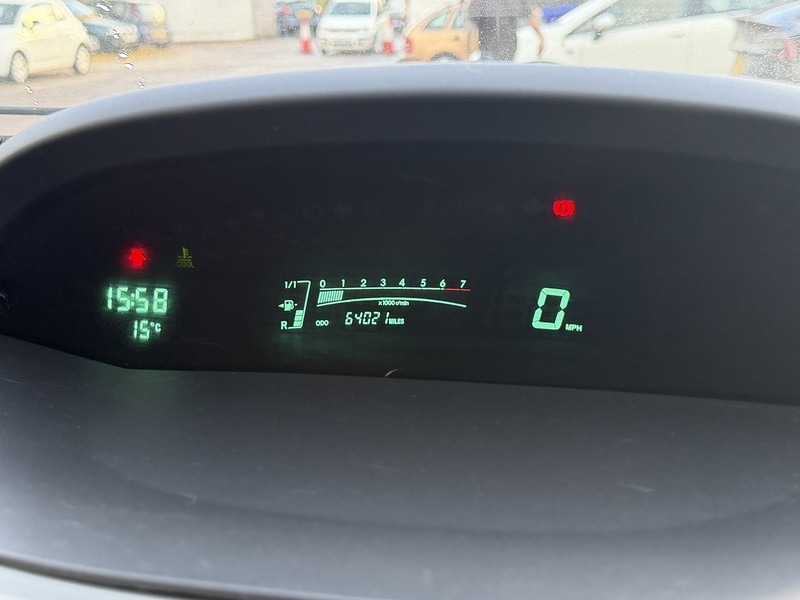 COOL
15:58
15°C
1/1
R
0 1 2 3 4 5 6 7
x1000r/min
ODO 64021 MILES
0 MPH